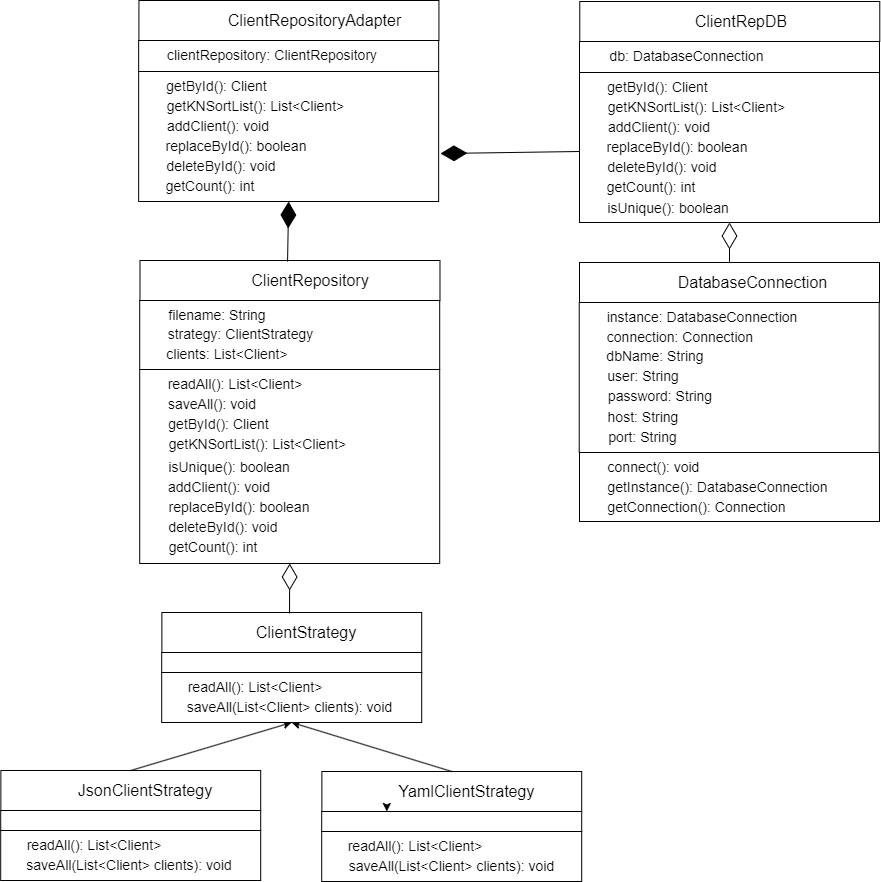 ClientRepositoryAdapter
clientRepository: ClientRepository
getById(): Client
getKNSortList(): List<Client>
addClient(): void
replaceById(): boolean
deleteById(): void
getCount(): int
ClientRepDB
db: DatabaseConnection
getById(): Client
getKNSortList(): List<Client>
addClient(): void
replaceById(): boolean
deleteById(): void
getCount(): int
isUnique(): boolean
ClientRepository
filename: String
strategy: ClientStrategy
clients: List<Client>
readAll(): List<Client>
saveAll(): void
getById(): Client
getKNSortList(): List<Client>
isUnique(): boolean
addClient(): void
replaceById(): boolean
deleteById(): void
getCount(): int
DatabaseConnection
instance: DatabaseConnection
connection: Connection
dbName: String
user: String
password: String
host: String
port: String
connect(): void
getInstance(): DatabaseConnection
getConnection(): Connection
ClientStrategy
readAll(): List<Client>
saveAll(List<Client> clients): void
JsonClientStrategy
readAll(): List<Client>
saveAll(List<Client> clients): void
YamlClientStrategy
readAll(): List<Client>
saveAll(List<Client> clients): void